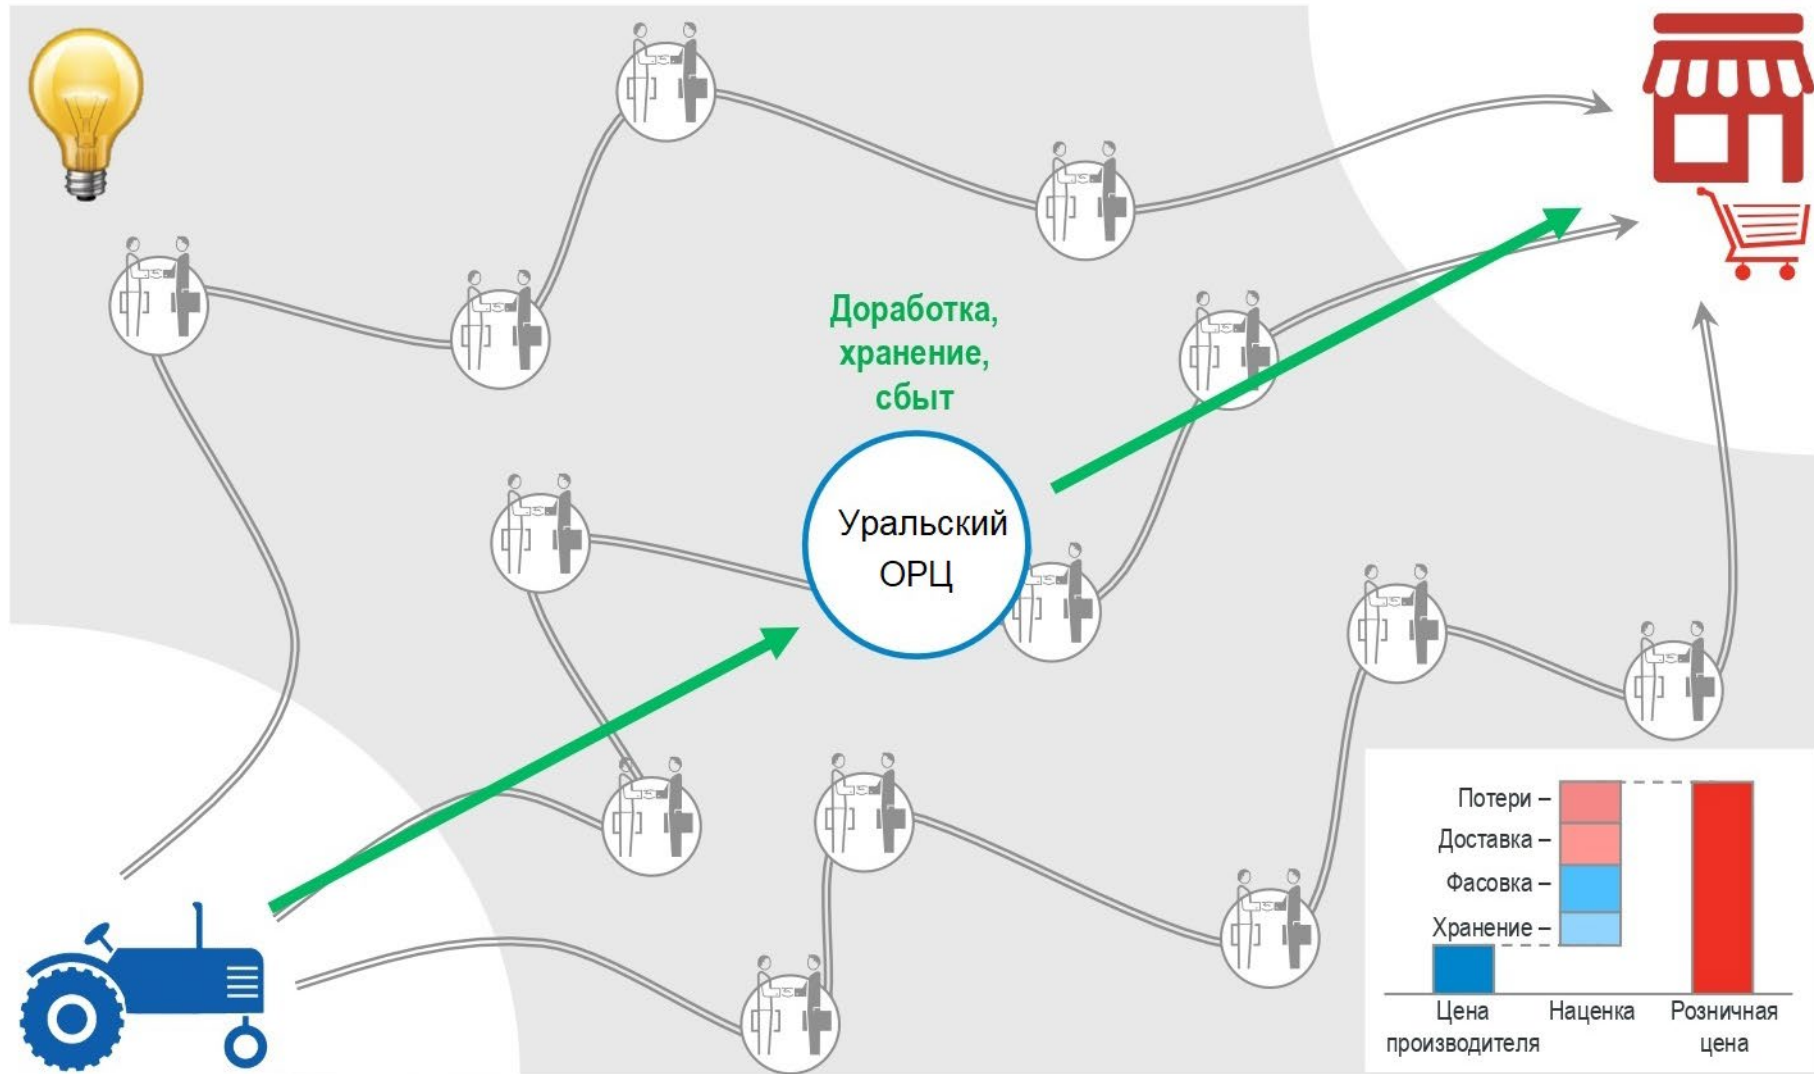 Доработка,
хранение,
сбыт
Уральский
ОРЦ
Потери –
Доставка –
Фасовка –
Хранение –
Цена
производителя
Наценка
Розничная
цена